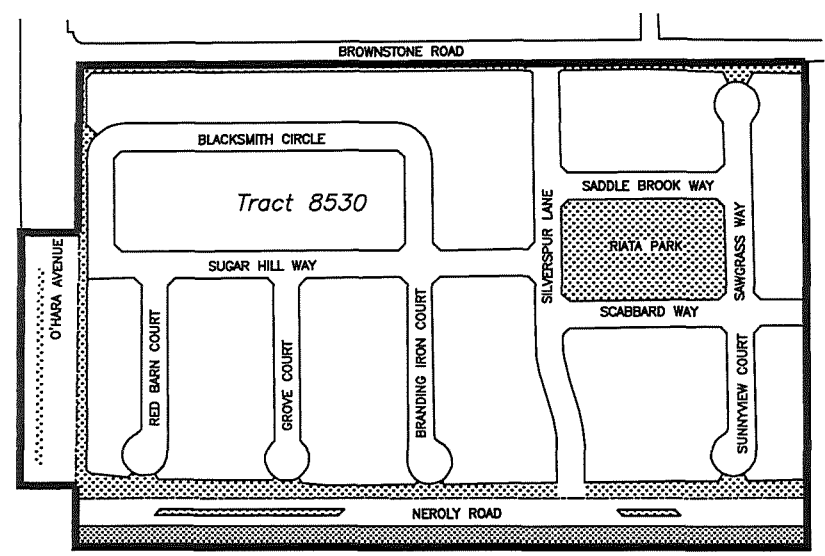 BROWNSTONE ROAD
BLACKSMITH CIRCLE
SADDLE BROOK WAY
Tract 8530
SILVERSPUR LANE
SAWGRASS WAY
RIATA PARK
O'HARA AVENUE
SUGAR HILL WAY
SCABBARD WAY
RED BARN COURT
GROVE COURT
BRANDING IRON COURT
SUNNYVIEW COURT
NEROLY ROAD